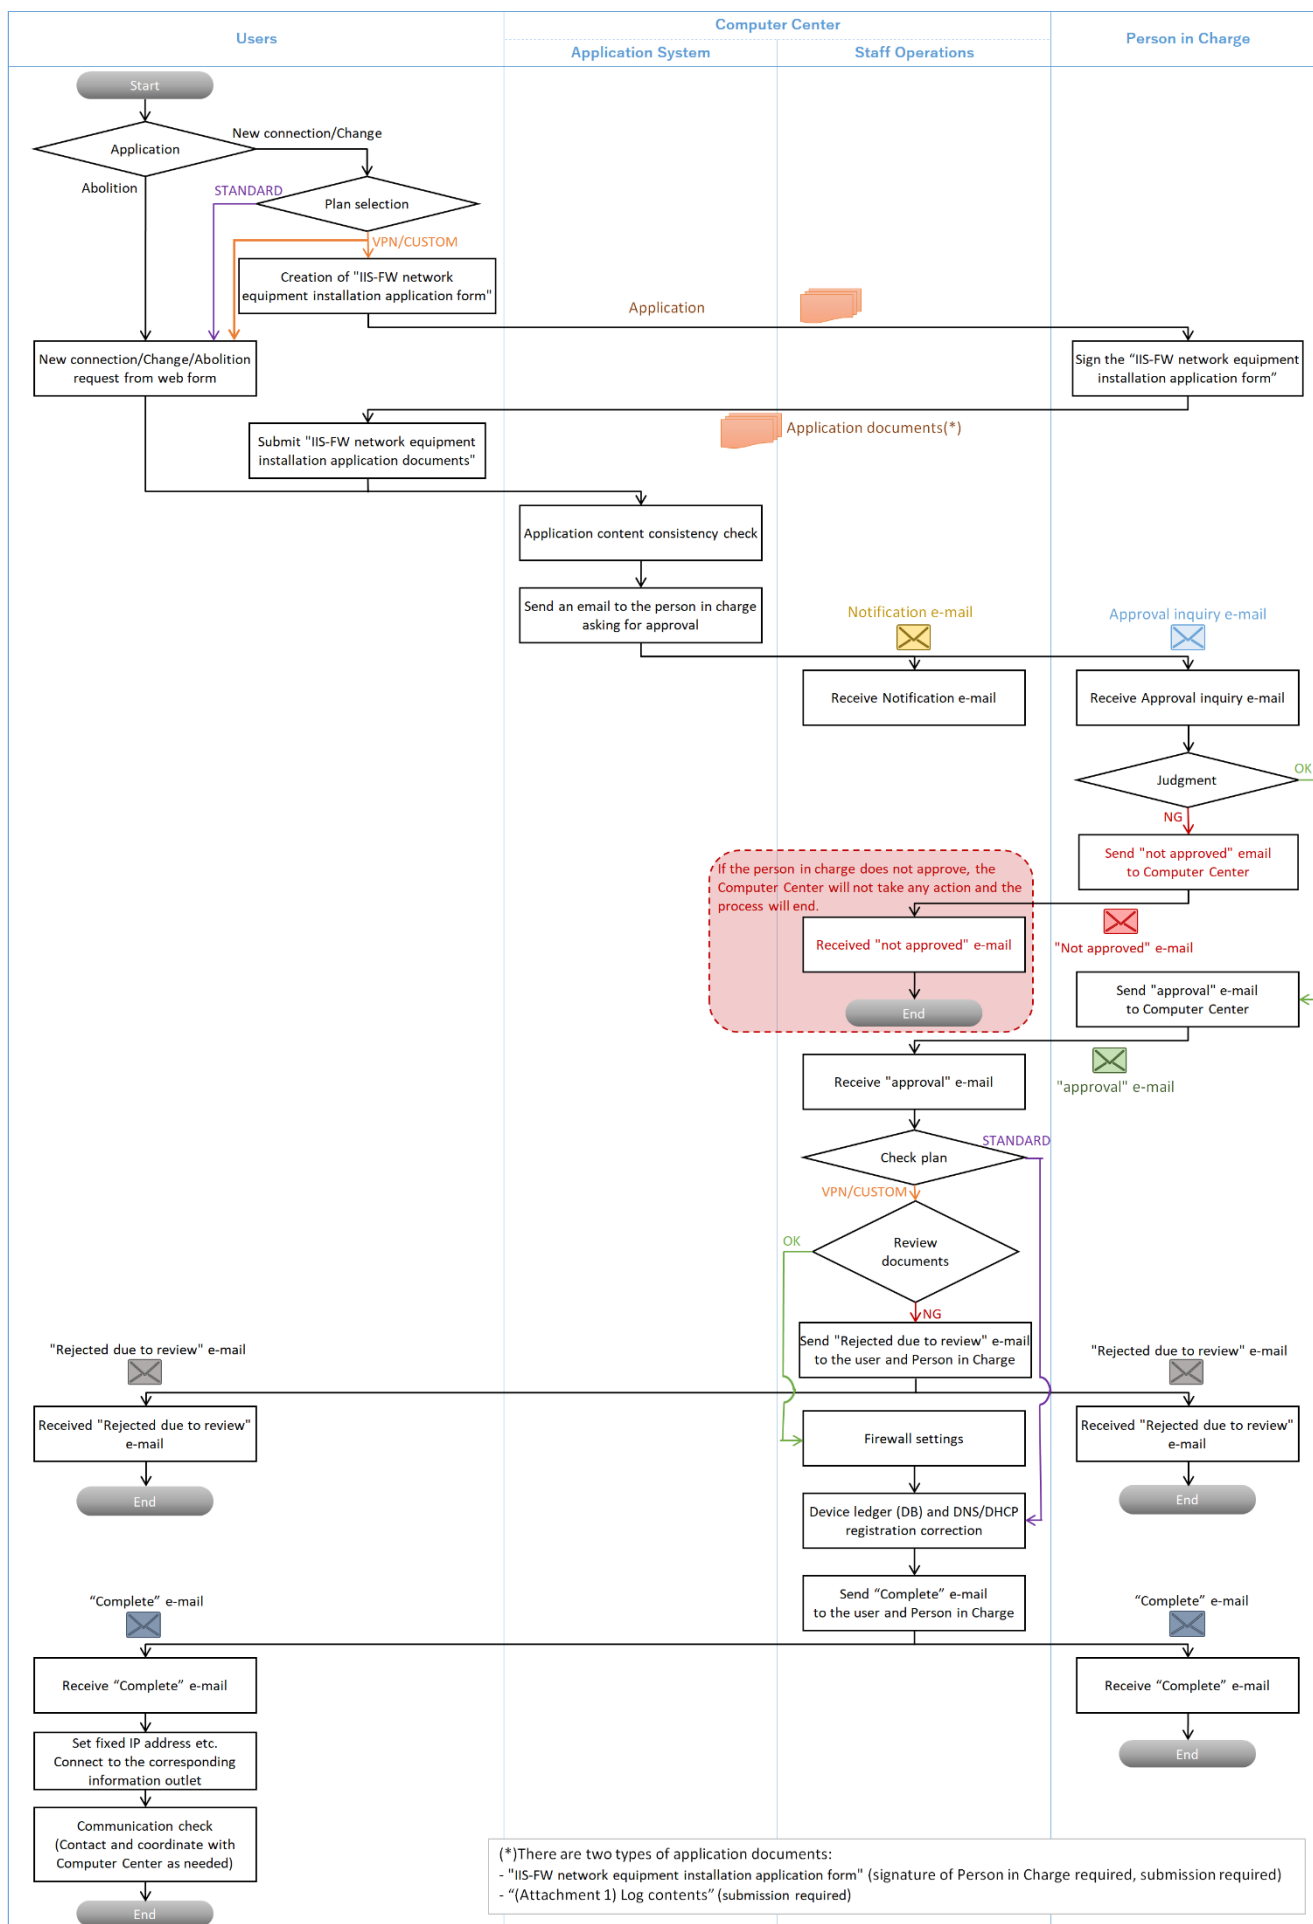 Users
Computer Center
Application System
Staff Operations
Person in Charge
Start
Application
New connection/Change
Abolition
STANDARD
Plan selection
VPN/CUSTOM
Creation of "IIS-FW network
equipment installation application form"
Application
New connection/Change/Abolition
request from web form
Sign the “IIS-FW network equipment
installation application form”
Application documents(*)
Submit "IIS-FW network equipment
installation application documents"
Application content consistency check
Send an email to the person in charge
asking for approval
Notification e-mail
Approval inquiry e-mail
Receive Notification e-mail
Receive Approval inquiry e-mail
Judgment
OK
NG
Send "not approved" email
to Computer Center
If the person in charge does not approve, the
Computer Center will not take any action and the
process will end.
Received "not approved" e-mail
"Not approved" e-mail
End
Send "approval" e-mail
to Computer Center
"approval" e-mail
Receive "approval" e-mail
Check plan
STANDARD
VPN/CUSTOM
Review
documents
OK
NG
Send "Rejected due to review" e-mail
to the user and Person in Charge
"Rejected due to review" e-mail
"Rejected due to review" e-mail
Received "Rejected due to review"
e-mail
Received "Rejected due to review"
e-mail
End
End
Firewall settings
Device ledger (DB) and DNS/DHCP
registration correction
Send “Complete” e-mail
to the user and Person in Charge
“Complete” e-mail
“Complete” e-mail
Receive “Complete” e-mail
Receive “Complete” e-mail
End
Set fixed IP address etc.
Connect to the corresponding
information outlet
Communication check
(Contact and coordinate with
Computer Center as needed)
End
(*)There are two types of application documents:
- "IIS-FW network equipment installation application form" (signature of Person in Charge required, submission required)
- “(Attachment 1) Log contents” (submission required)